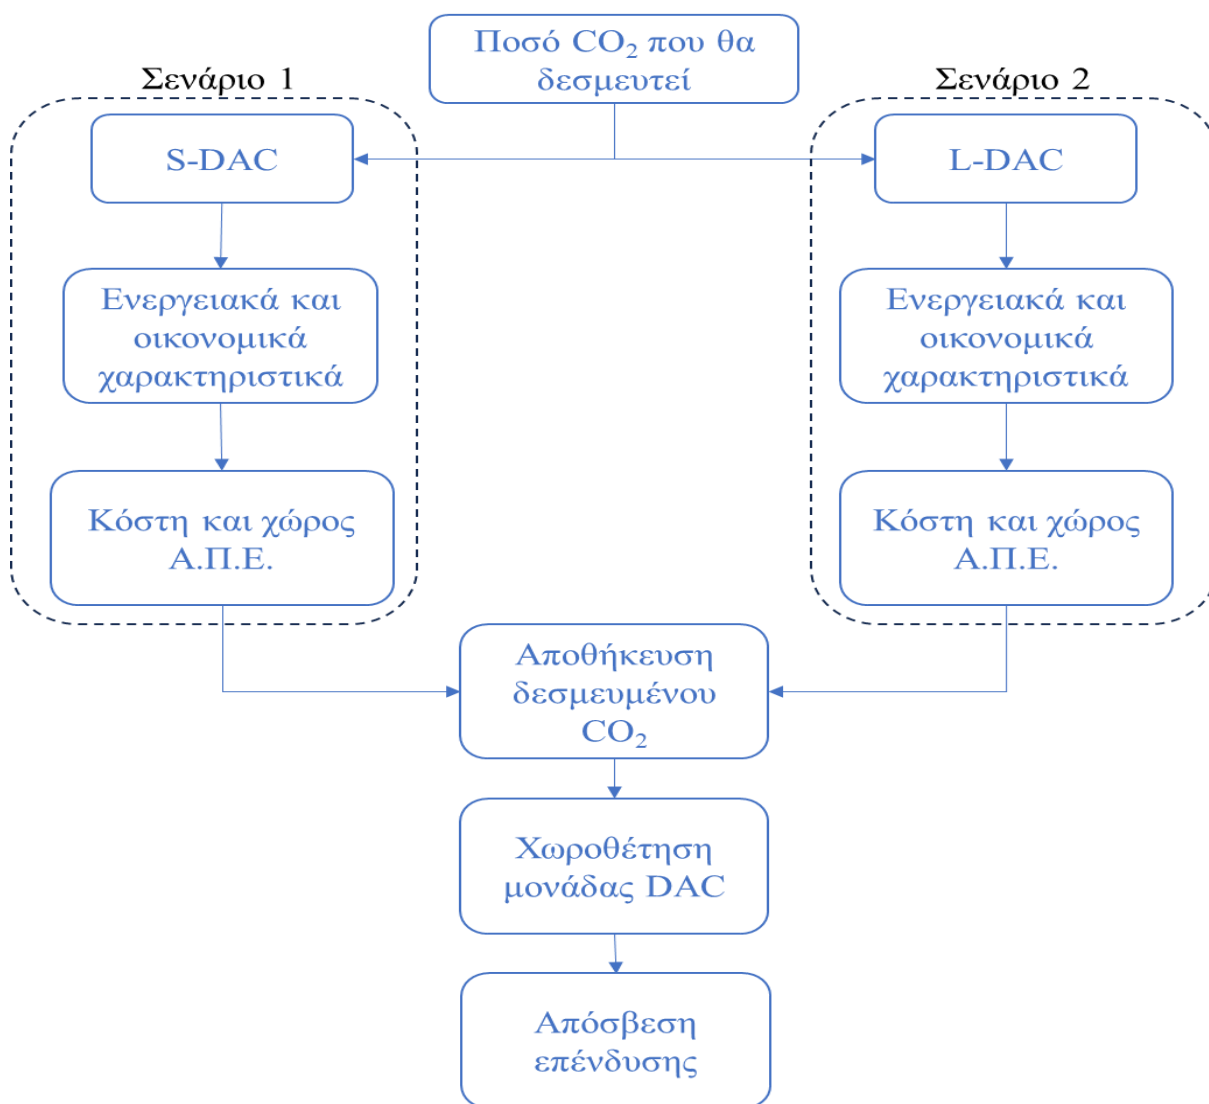 Ποσό CO₂ που θα
δεσμευτεί
Σενάριο 1
Σενάριο 2
S-DAC
L-DAC
Ενεργειακά και
οικονομικά
χαρακτηριστικά
Ενεργειακά και
οικονομικά
χαρακτηριστικά
Κόστη και χώρος
Α.Π.Ε.
Κόστη και χώρος
Α.Π.Ε.
Αποθήκευση
δεσμευμένου
CO₂
Χωροθέτηση
μονάδας DAC
Απόσβεση
επένδυσης